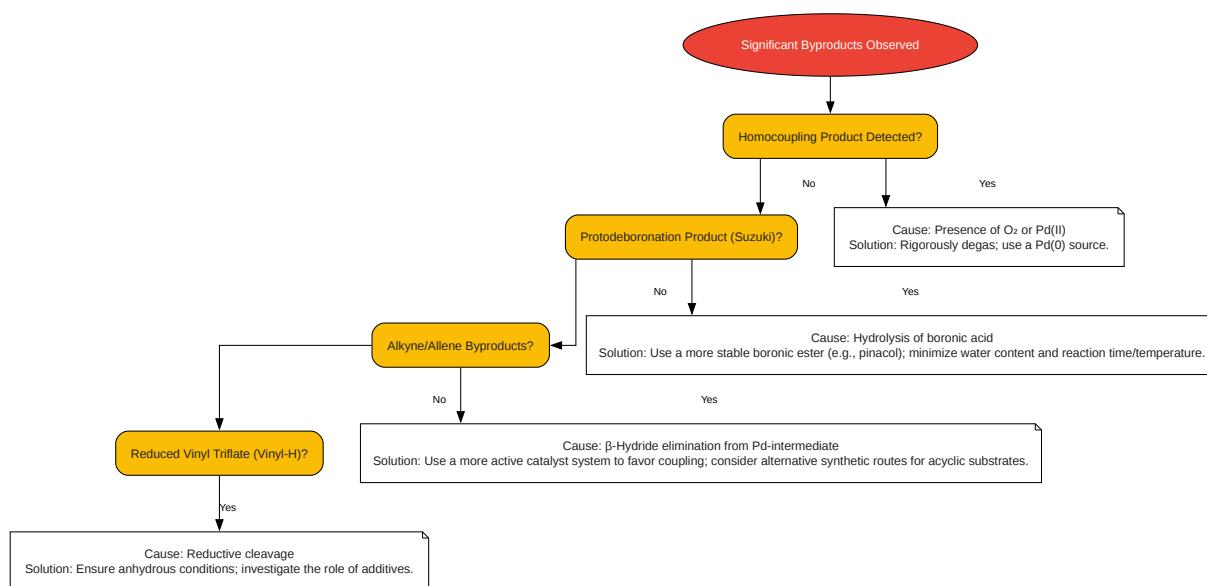 Significant Byproducts Observed
Homocoupling Product Detected?
No
Yes
Cause: Presence of O₂ or Pd(II)
Solution: Rigorously degas; use a Pd(0) source.
Protodeboronation Product (Suzuki)?
No
Yes
Cause: Hydrolysis of boronic acid
Solution: Use a more stable boronic ester (e.g., pinacol); minimize water content and reaction time/temperature.
Alkyne/Allene Byproducts?
No
Yes
Cause: β-Hydride elimination from Pd-intermediate
Solution: Use a more active catalyst system to favor coupling; consider alternative synthetic routes for acyclic substrates.
Reduced Vinyl Triflate (Vinyl-H)?
Yes
Cause: Reductive cleavage
Solution: Ensure anhydrous conditions; investigate the role of additives.